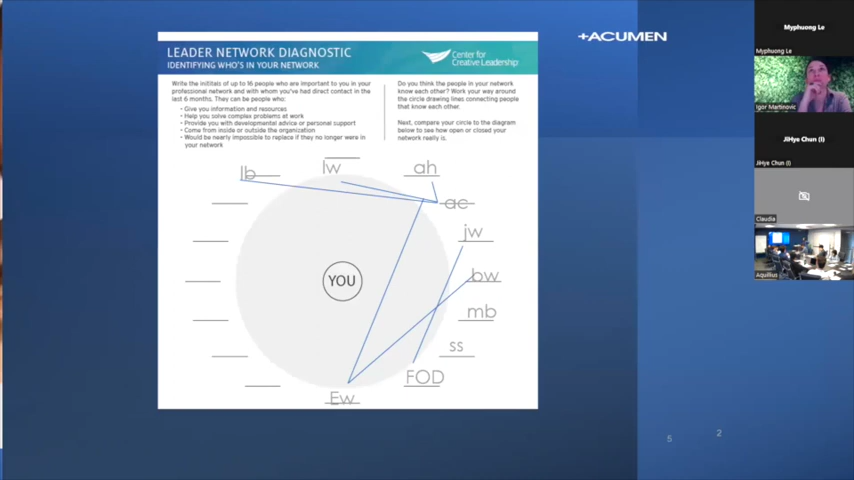 +ACUMEN
LEADER NETWORK DIAGNOSTIC
IDENTIFYING WHO'S IN YOUR NETWORK
Center for
Creative Leadership
Write the initials of up to 16 people who are important to you in your
professional network and with whom you've had direct contact in the
last 6 months. They can be people who:
• Give you information and resources
• Help you solve complex problems at work
• Provide you with developmental advice or personal support
• Come from inside or outside the organization
• Would be nearly impossible to replace if they no longer were in
your network
Do you think the people in your network
know each other? Work your way around
the circle drawing lines connecting people
that know each other.
Next, compare your circle to the diagram
below to see how open or closed your
network really is.
lb
lw
ah
ac
jw
bw
mb
ss
FOD
Ew
YOU
5
2
Myphuong Le
Myphuong Le
Igor Martinovic
JiHye Chun (I)
JiHye Chun (I)
Claudia
Aquillius